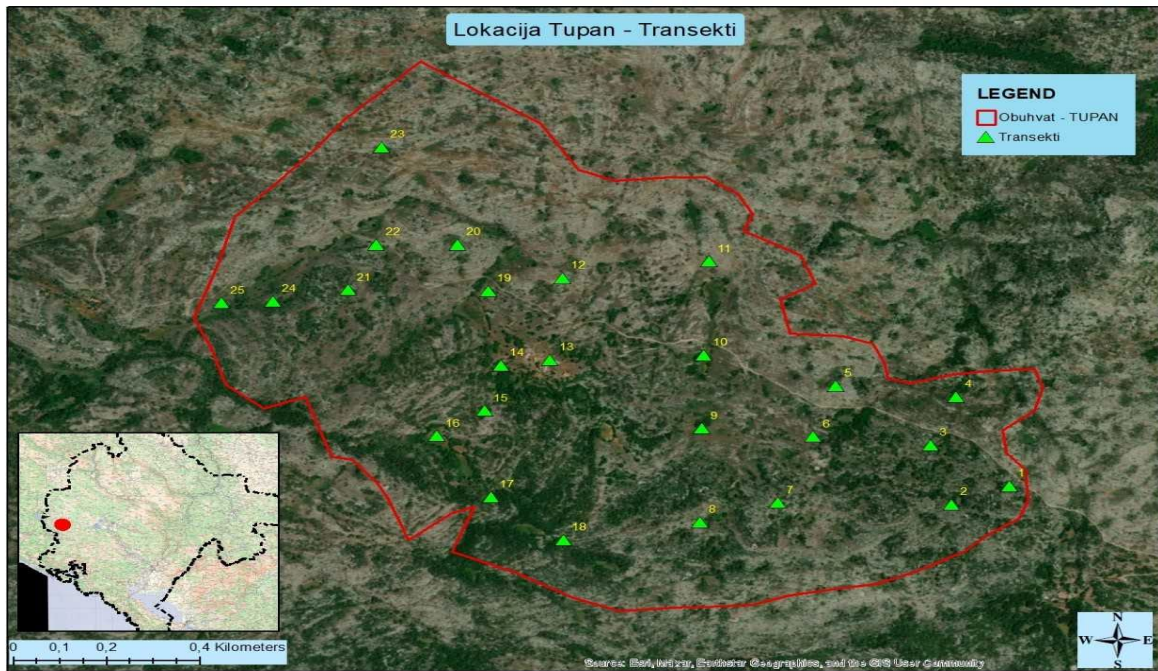 Lokacija Tupan - Transekti
LEGEND
Obuhvat - TUPAN
Transekti
23
22
20
11
12
21
19
25
24
10
13
14
5
4
15
9
6
16
3
1
17
7
2
8
18
0 0,1 0,2 0,4 Kilometers
N
W E
S
Source: Esri, Maxar, Earthstar Geographics, and the GIS User Community